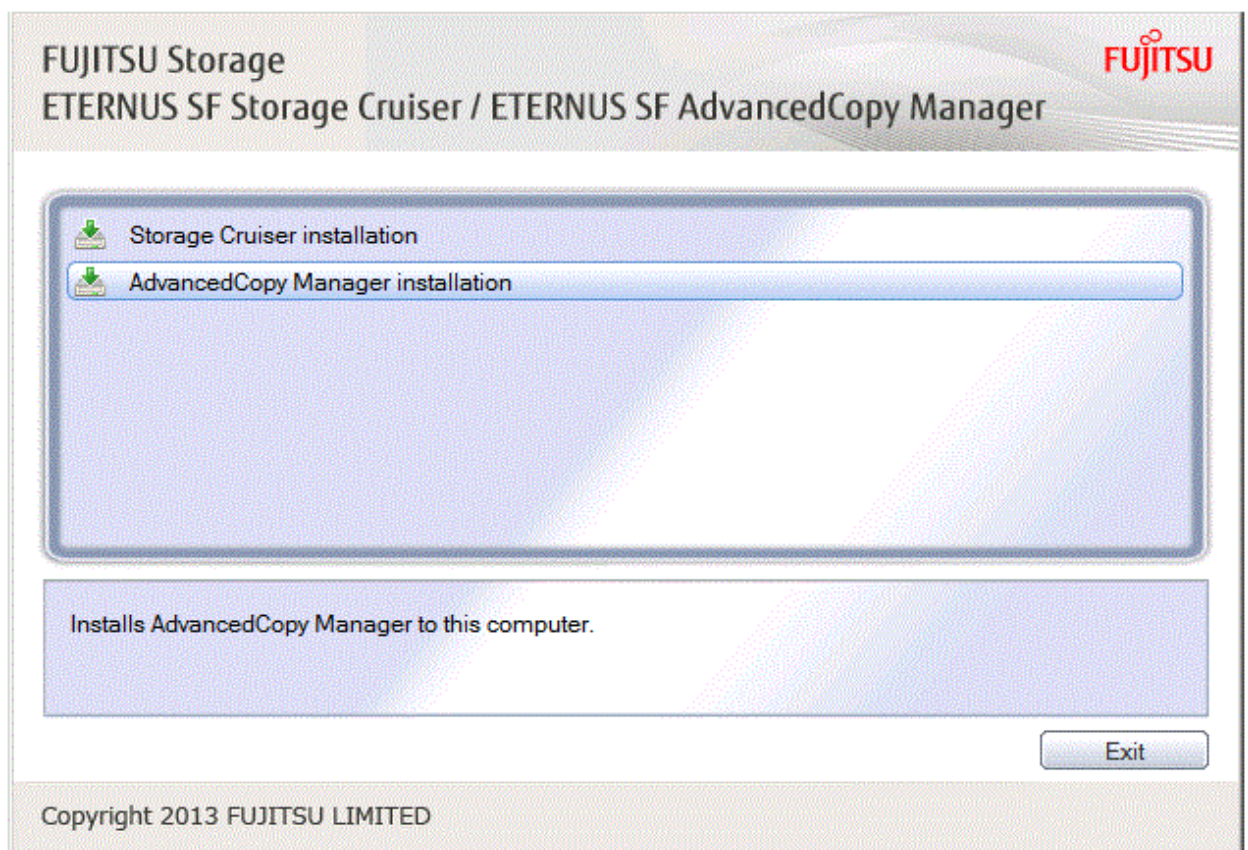 FUJITSU Storage
FUJITSU
ETERNUS SF Storage Cruiser / ETERNUS SF AdvancedCopy Manager
Storage Cruiser installation
AdvancedCopy Manager installation
Installs AdvancedCopy Manager to this computer.
Exit
Copyright 2013 FUJITSU LIMITED